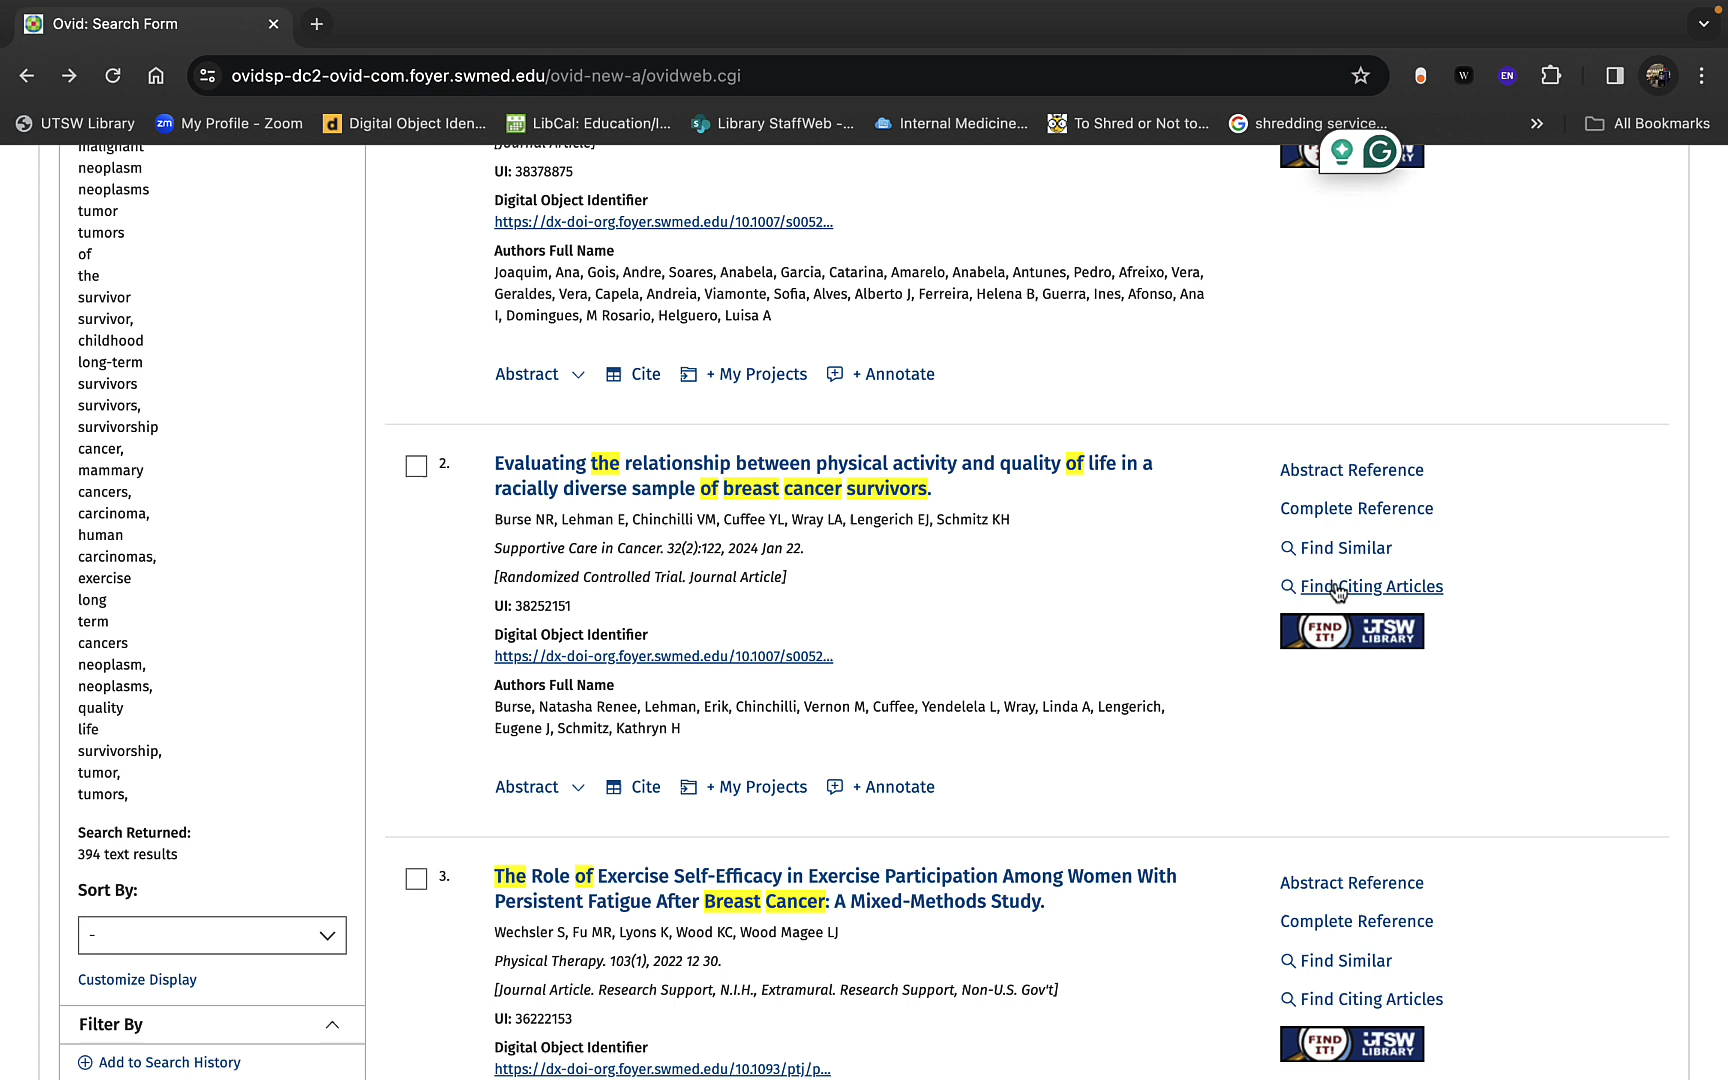 Ovid: Search Form
ovidsp-dc2-ovid-com.foyer.swmed.edu/ovid-new-a/ovidweb.cgi
W
EN
UTSW Library
zm My Profile - Zoom
Digital Object Iden...
LibCal: Education/I...
Library StaffWeb -...
Internal Medicine...
To Shred or Not to...
shredding service...
All Bookmarks
malignant
neoplasm
neoplasms
tumor
tumors
of
the
survivor
survivor,
childhood
long-term
survivors
survivors,
survivorship
cancer,
mammary
cancers,
carcinoma,
human
carcinomas,
exercise
long
term
cancers
neoplasm,
neoplasms,
quality
life
survivorship,
tumor,
tumors,
Search Returned:
394 text results
Sort By:
-
Customize Display
Filter By
Add to Search History
[Journal Article]
UI: 38378875
Digital Object Identifier
https://dx-doi-org.foyer.swmed.edu/10.1007/s0052...
Authors Full Name
Joaquim, Ana, Gois, Andre, Soares, Anabela, Garcia, Catarina, Amarelo, Anabela, Antunes, Pedro, Afreixo, Vera,
Geraldes, Vera, Capela, Andreia, Viamonte, Sofia, Alves, Alberto J, Ferreira, Helena B, Guerra, Ines, Afonso, Ana
I, Domingues, M Rosario, Helguero, Luisa A
Abstract Cite + My Projects + Annotate
2.
Evaluating the relationship between physical activity and quality of life in a
racially diverse sample of breast cancer survivors.
Burse NR, Lehman E, Chinchilli VM, Cuffee YL, Wray LA, Lengerich EJ, Schmitz KH
Supportive Care in Cancer. 32(2):122, 2024 Jan 22.
[Randomized Controlled Trial. Journal Article]
UI: 38252151
Digital Object Identifier
https://dx-doi-org.foyer.swmed.edu/10.1007/s0052...
Authors Full Name
Burse, Natasha Renee, Lehman, Erik, Chinchilli, Vernon M, Cuffee, Yendelela L, Wray, Linda A, Lengerich,
Eugene J, Schmitz, Kathryn H
Abstract Reference
Complete Reference
Find Similar
Find Citing Articles
FIND IT! UTSW LIBRARY
Abstract Cite + My Projects + Annotate
3.
The Role of Exercise Self-Efficacy in Exercise Participation Among Women With
Persistent Fatigue After Breast Cancer: A Mixed-Methods Study.
Wechsler S, Fu MR, Lyons K, Wood KC, Wood Magee LJ
Physical Therapy. 103(1), 2022 12 30.
[Journal Article. Research Support, N.I.H., Extramural. Research Support, Non-U.S. Gov't]
UI: 36222153
Digital Object Identifier
https://dx-doi-org.foyer.swmed.edu/10.1093/ptj/p...
Abstract Reference
Complete Reference
Find Similar
Find Citing Articles
FIND IT! UTSW LIBRARY